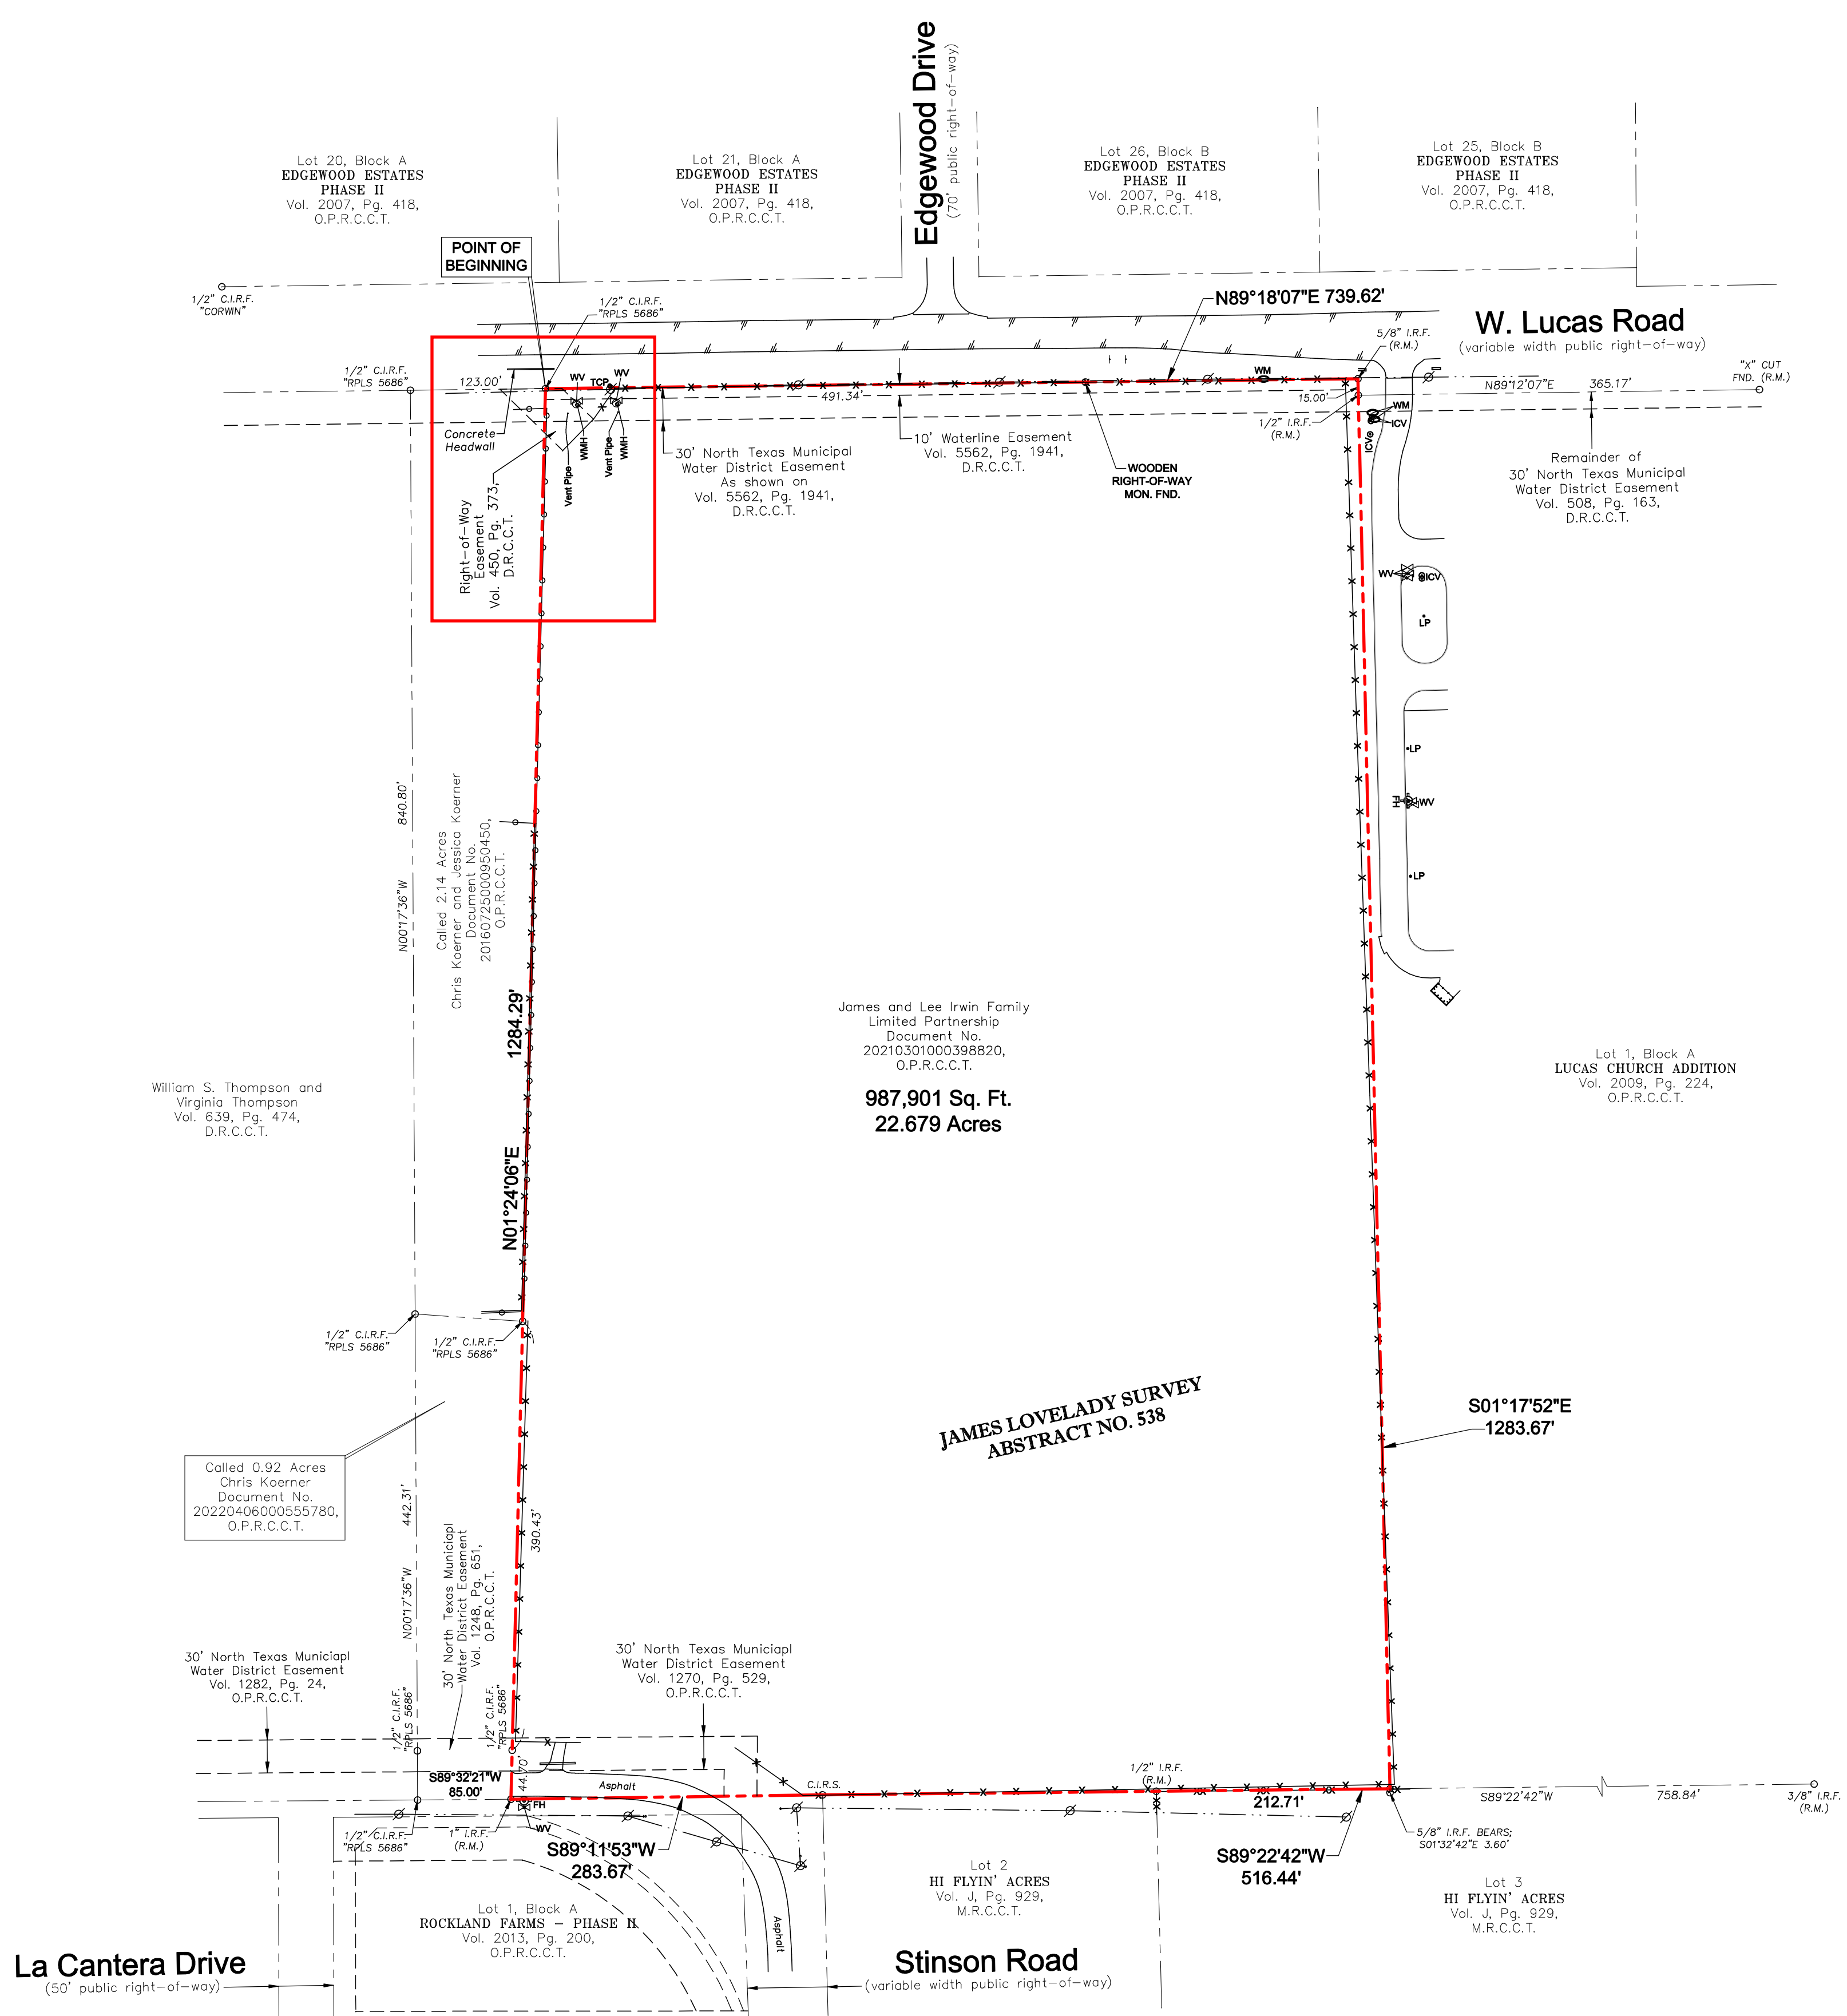 Edgewood Drive
(70' public right-of-way)
Lot 20, Block A
EDGEWOOD ESTATES
PHASE II
Vol. 2007, Pg. 418,
O.P.R.C.C.T.
Lot 21, Block A
EDGEWOOD ESTATES
PHASE II
Vol. 2007, Pg. 418,
O.P.R.C.C.T.
Lot 26, Block B
EDGEWOOD ESTATES
PHASE II
Vol. 2007, Pg. 418,
O.P.R.C.C.T.
Lot 25, Block B
EDGEWOOD ESTATES
PHASE II
Vol. 2007, Pg. 418,
O.P.R.C.C.T.
POINT OF
BEGINNING
1/2" C.I.R.F.
"CORWIN"
1/2" C.I.R.F.
"RPLS 5686"
N89°18'07"E 739.62'
W. Lucas Road
(variable width public right-of-way)
5/8" I.R.F.
(R.M.)
1/2" C.I.R.F.
"RPLS 5686"
123.00'
WV
WV
TCP
WM
491.34'
15.00'
N89°12'07"E
365.17'
"X" CUT
FND. (R.M.)
1/2" I.R.F.
(R.M.)
WM
ICV
ICV
Concrete
Headwall
Vent Pipe
WMH
Vent Pipe
WMH
30' North Texas Municipal
Water District Easement
As shown on
Vol. 5562, Pg. 1941,
D.R.C.C.T.
10' Waterline Easement
Vol. 5562, Pg. 1941,
D.R.C.C.T.
WOODEN
RIGHT-OF-WAY
MON. FND.
Remainder of
30' North Texas Municipal
Water District Easement
Vol. 508, Pg. 163,
D.R.C.C.T.
Right-of-Way
Easement
Vol. 450, Pg. 373,
D.R.C.C.T.
WV
ICV
LP
LP
FH
WV
LP
840.80'
N00°17'36"W
Called 2.14 Acres
Chris Koerner and Jessica Koerner
Document No.
20160725000950450,
O.P.R.C.C.T.
1284.29'
N01°24'06"E
James and Lee Irwin Family
Limited Partnership
Document No.
20210301000398820,
O.P.R.C.C.T.
987,901 Sq. Ft.
22.679 Acres
William S. Thompson and
Virginia Thompson
Vol. 639, Pg. 474,
D.R.C.C.T.
Lot 1, Block A
LUCAS CHURCH ADDITION
Vol. 2009, Pg. 224,
O.P.R.C.C.T.
1/2" C.I.R.F.
"RPLS 5686"
1/2" C.I.R.F.
"RPLS 5686"
JAMES LOVELADY SURVEY
ABSTRACT NO. 538
S01°17'52"E
1283.67'
Called 0.92 Acres
Chris Koerner
Document No.
20220406000555780,
O.P.R.C.C.T.
442.31'
N00°17'36"W
390.43'
30' North Texas Municiapl
Water District Easement
Vol. 1248, Pg. 651,
O.P.R.C.C.T.
30' North Texas Municiapl
Water District Easement
Vol. 1282, Pg. 24,
O.P.R.C.C.T.
30' North Texas Municiapl
Water District Easement
Vol. 1270, Pg. 529,
O.P.R.C.C.T.
1/2" C.I.R.F.
"RPLS 5686"
1/2" C.I.R.F.
"RPLS 5686"
44.70'
S89°32'21"W
85.00'
Asphalt
C.I.R.S.
1/2" I.R.F.
(R.M.)
212.71'
S89°22'42"W
758.84'
3/8" I.R.F.
(R.M.)
FH
WV
1/2" C.I.R.F.
"RPLS 5686"
1" I.R.F.
(R.M.)
S89°11'53"W
283.67'
S89°22'42"W
516.44'
5/8" I.R.F. BEARS;
S01°32'42"E 3.60'
Lot 1, Block A
ROCKLAND FARMS - PHASE II
Vol. 2013, Pg. 200,
O.P.R.C.C.T.
Asphalt
Lot 2
HI FLYIN' ACRES
Vol. J, Pg. 929,
M.R.C.C.T.
Lot 3
HI FLYIN' ACRES
Vol. J, Pg. 929,
M.R.C.C.T.
La Cantera Drive
(50' public right-of-way)
Stinson Road
(variable width public right-of-way)